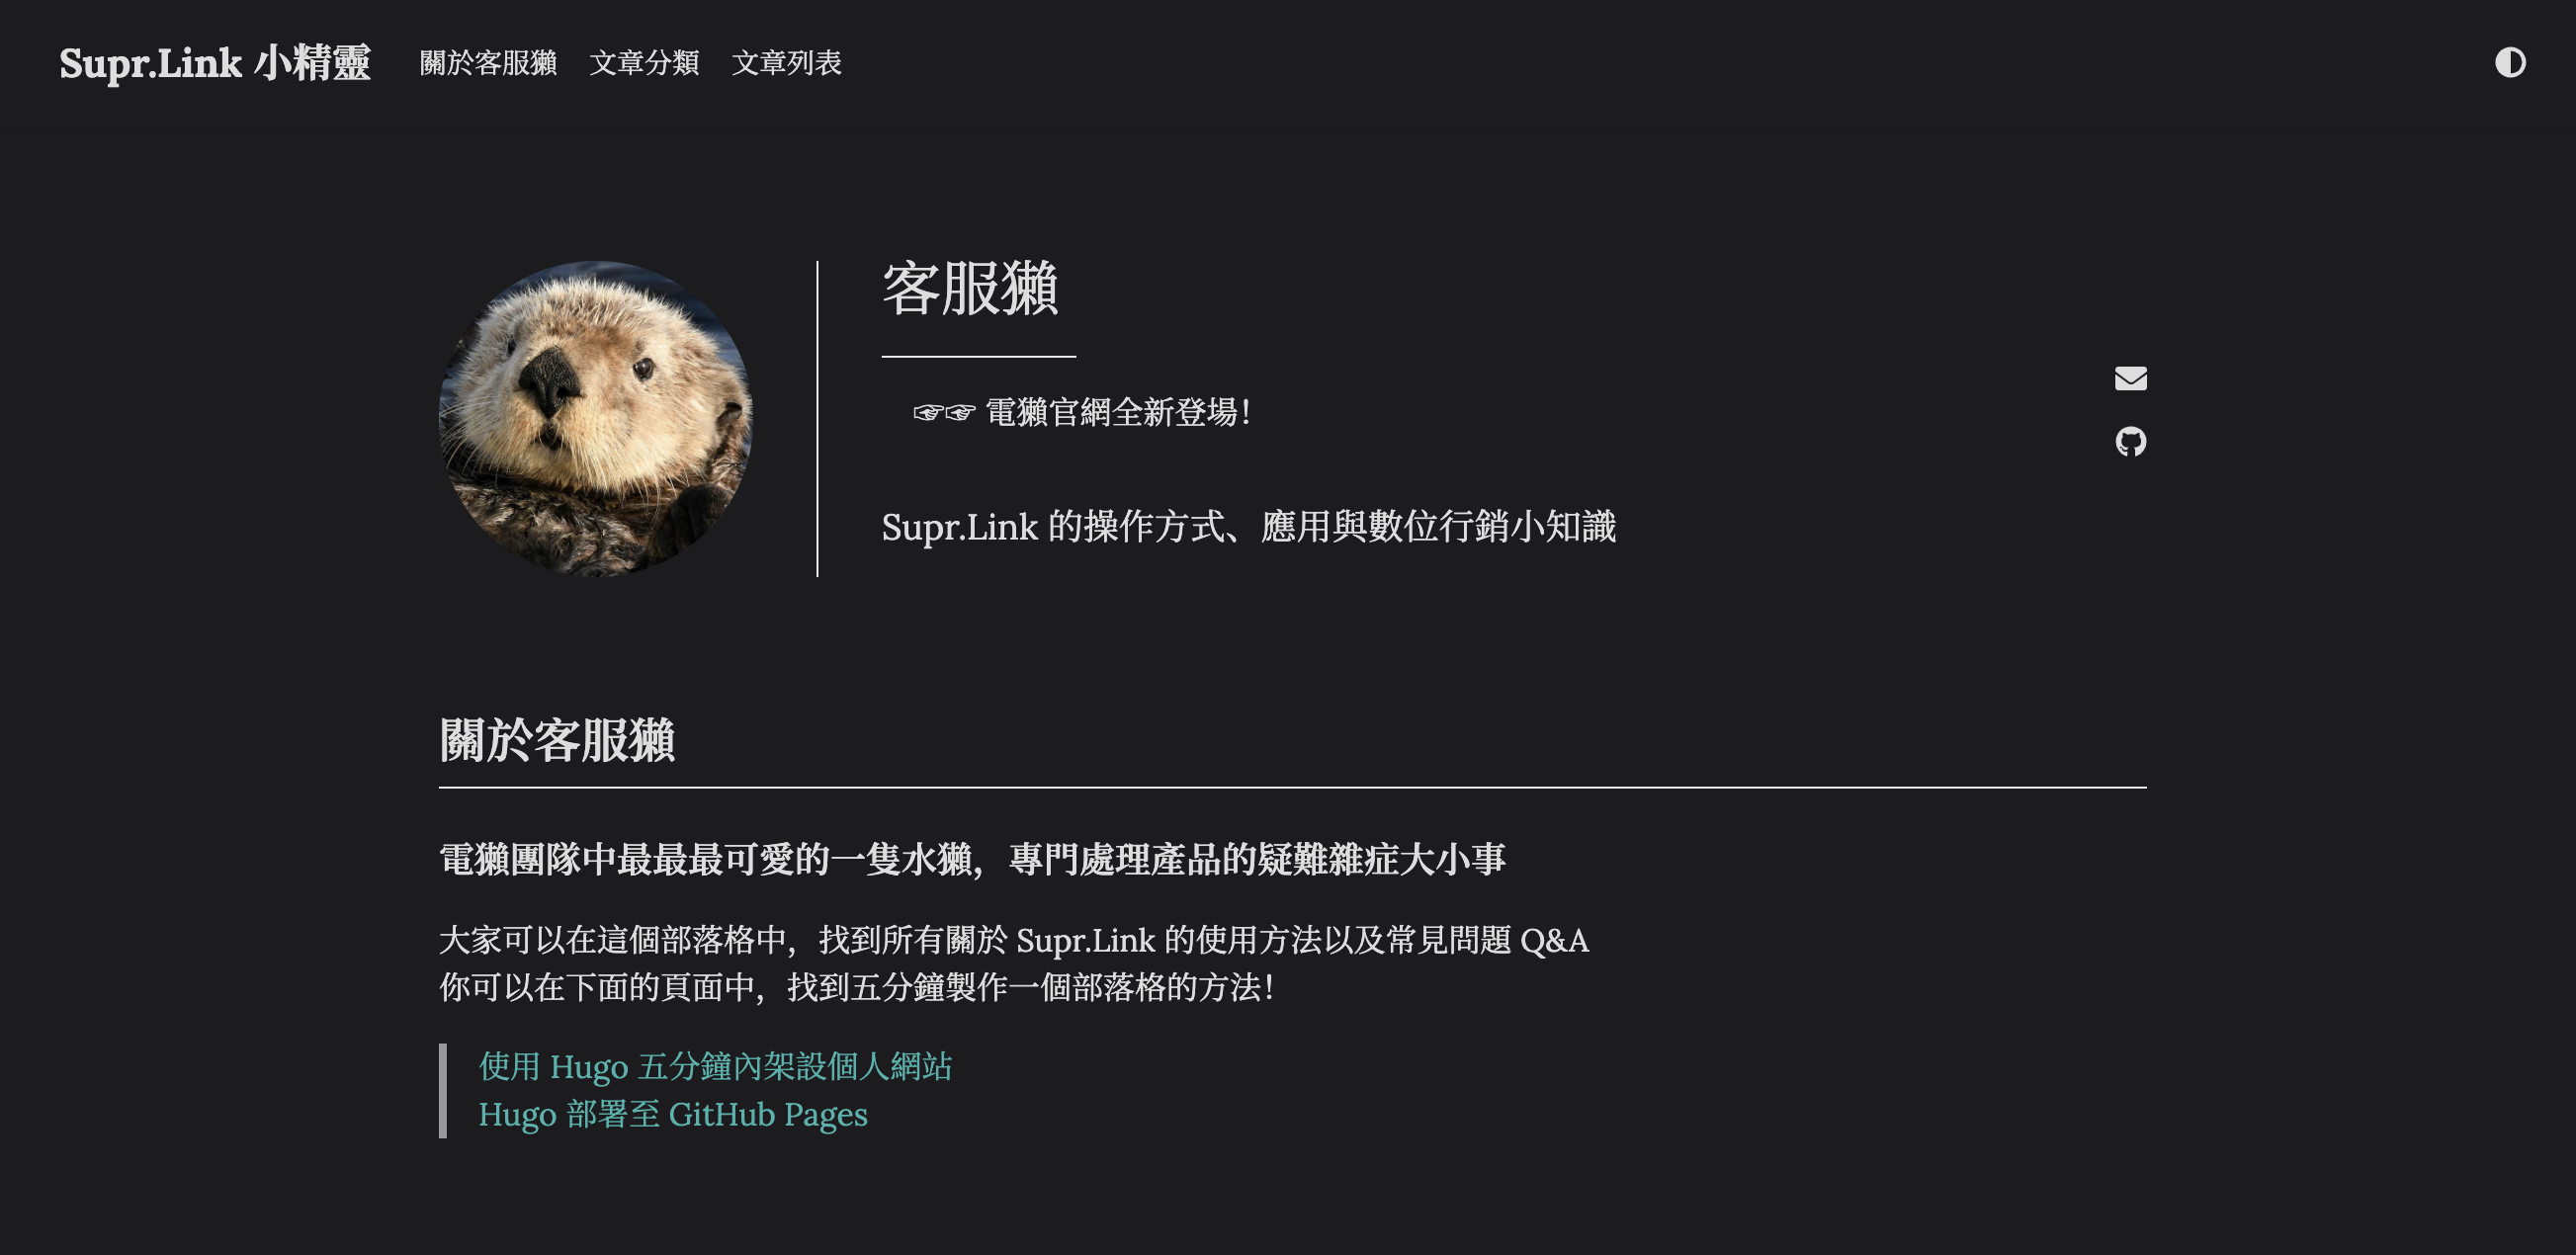 Supr.Link 小精靈
關於客服獺
文章分類
文章列表
客服獺
☞☞ 電獺官網全新登場！
Supr.Link 的操作方式、應用與數位行銷小知識
關於客服獺
電獺團隊中最最最可愛的一隻水獺，專門處理產品的疑難雜症大小事
大家可以在這個部落格中，找到所有關於 Supr.Link 的使用方法以及常見問題 Q&A
你可以在下面的頁面中，找到五分鐘製作一個部落格的方法！
使用 Hugo 五分鐘內架設個人網站
Hugo 部署至 GitHub Pages